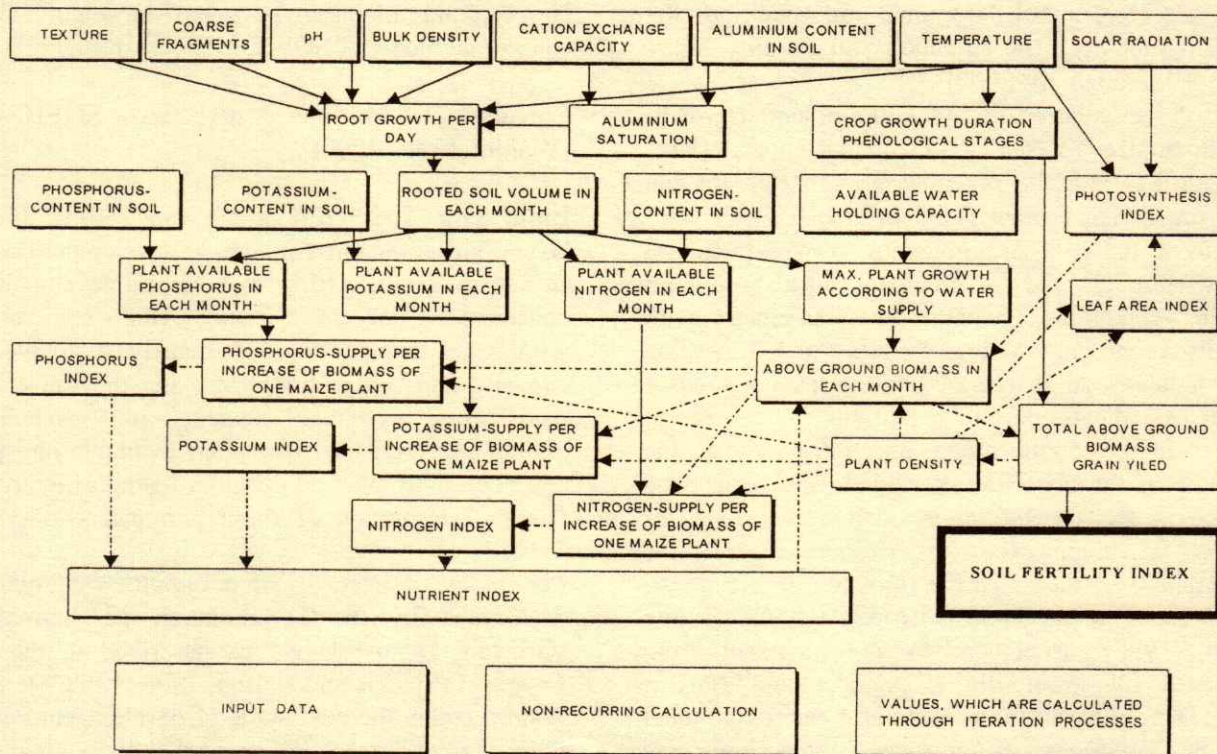 TEXTURE
COARSE
FRAGMENTS
pH
BULK DENSITY
CATION EXCHANGE
CAPACITY
ALUMINIUM CONTENT
IN SOIL
TEMPERATURE
SOLAR RADIATION
ROOT GROWTH PER
DAY
ALUMINIUM
SATURATION
CROP GROWTH DURATION
PHENOLOGICAL STAGES
PHOSPHORUS-
CONTENT IN SOIL
POTASSIUM-
CONTENT IN SOIL
ROOTED SOIL VOLUME IN
EACH MONTH
NITROGEN-
CONTENT IN SOIL
AVAILABLE WATER
HOLDING CAPACITY
PHOTOSYNTHESIS
INDEX
PLANT AVAILABLE
PHOSPHORUS IN
EACH MONTH
PLANT AVAILABLE
POTASSIUM IN EACH
MONTH
PLANT AVAILABLE
NITROGEN IN EACH
MONTH
MAX. PLANT GROWTH
ACCORDING TO WATER
SUPPLY
LEAF AREA INDEX
PHOSPHORUS
INDEX
PHOSPHORUS-SUPPLY PER
INCREASE OF BIOMASS OF
ONE MAIZE PLANT
ABOVE GROUND BIOMASS IN
EACH MONTH
POTASSIUM INDEX
POTASSIUM-SUPPLY PER
INCREASE OF BIOMASS OF
ONE MAIZE PLANT
PLANT DENSITY
TOTAL ABOVE GROUND
BIOMASS
GRAIN YILED
NITROGEN INDEX
NITROGEN-SUPPLY PER
INCREASE OF BIOMASS OF
ONE MAIZE PLANT
SOIL FERTILITY INDEX
NUTRIENT INDEX
INPUT DATA
NON-RECURRING CALCULATION
VALUES, WHICH ARE CALCULATED
THROUGH ITERATION PROCESSES